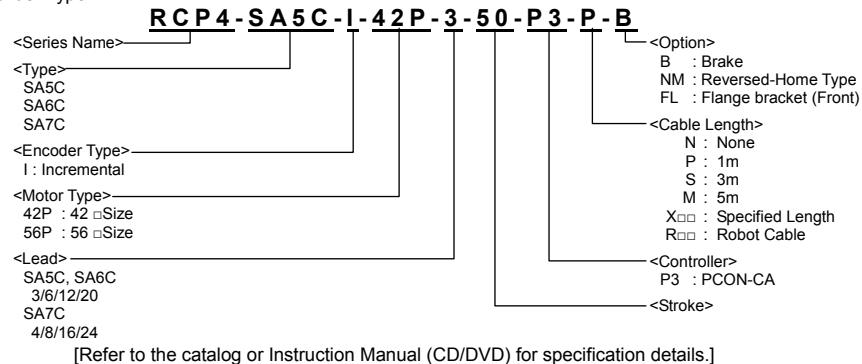 RCP4-SA5C-I-42P-3-50-P3-P-B
<Series Name>
<Type>
SA5C
SA6C
SA7C
<Encoder Type>
I : Incremental
<Motor Type>
42P : 42 □Size
56P : 56 □Size
<Lead>
SA5C, SA6C
3/6/12/20
SA7C
4/8/16/24
<Option>
B : Brake
NM : Reversed-Home Type
FL : Flange bracket (Front)
<Cable Length>
N : None
P : 1m
S : 3m
M : 5m
X□□ : Specified Length
R□□ : Robot Cable
<Controller>
P3 : PCON-CA
<Stroke>
[Refer to the catalog or Instruction Manual (CD/DVD) for specification details.]